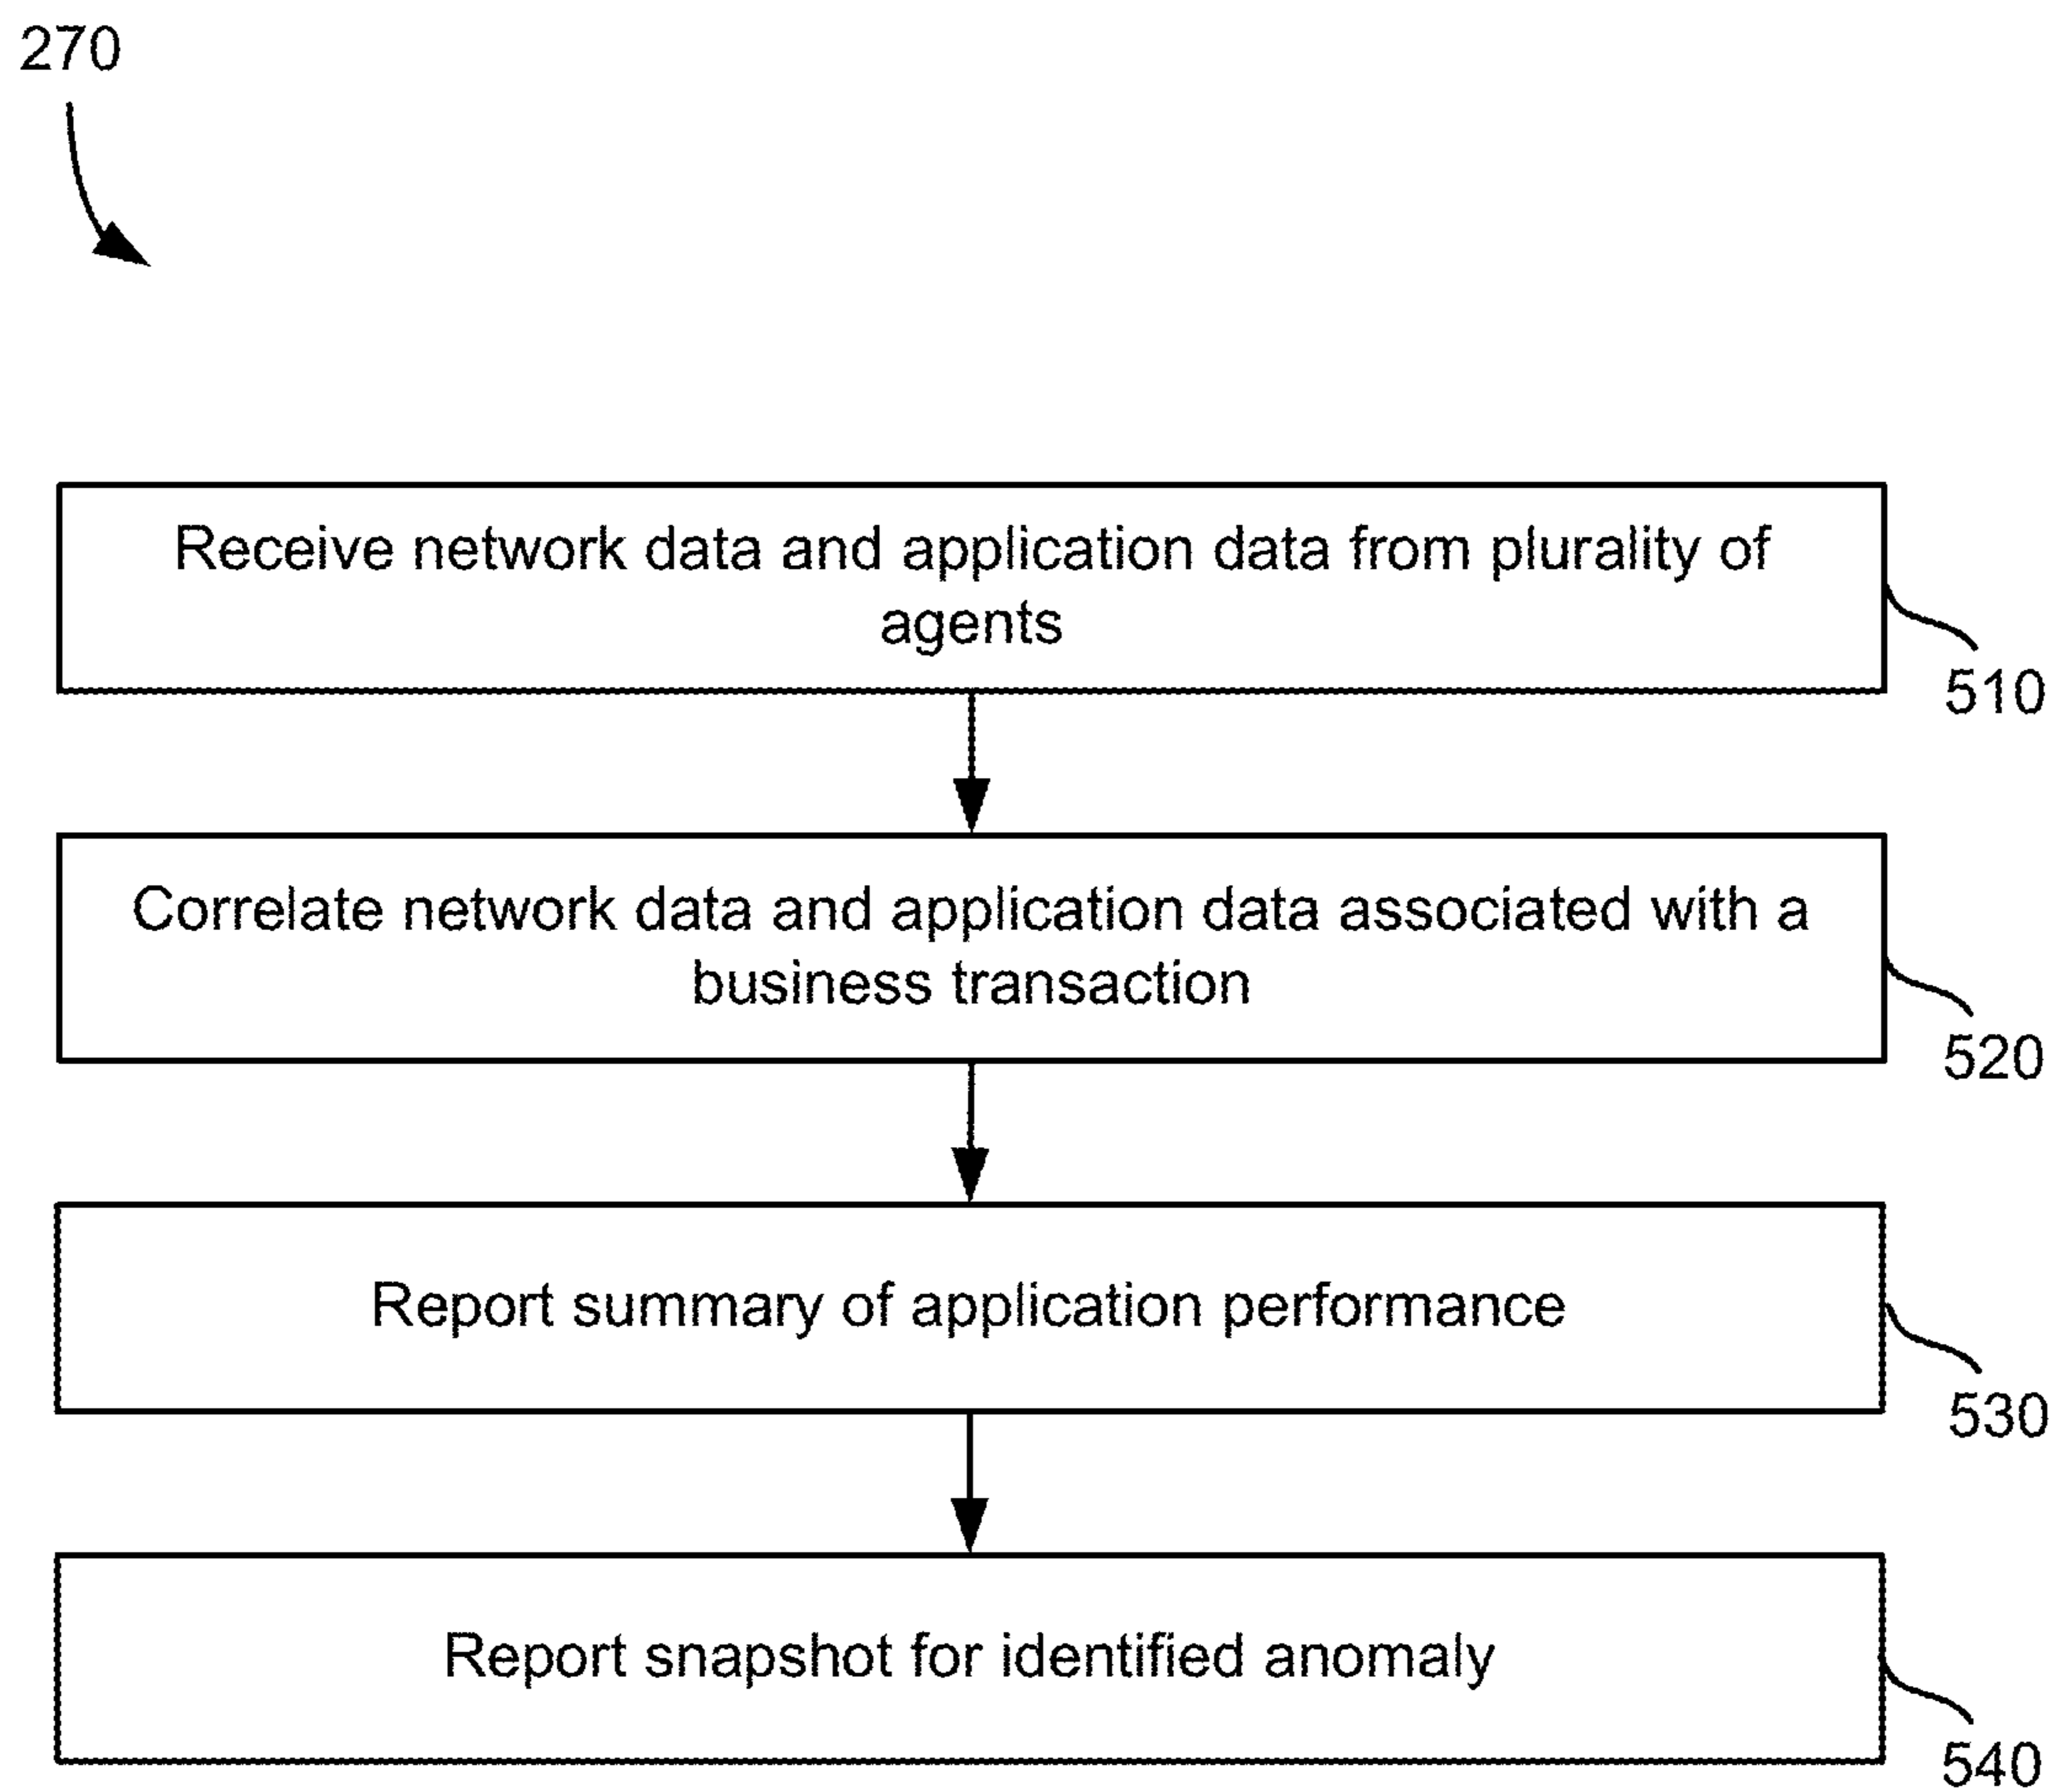 270
Receive network data and application data from plurality of
agents
510
Correlate network data and application data associated with a
business transaction
520
Report summary of application performance
530
Report snapshot for identified anomaly
540